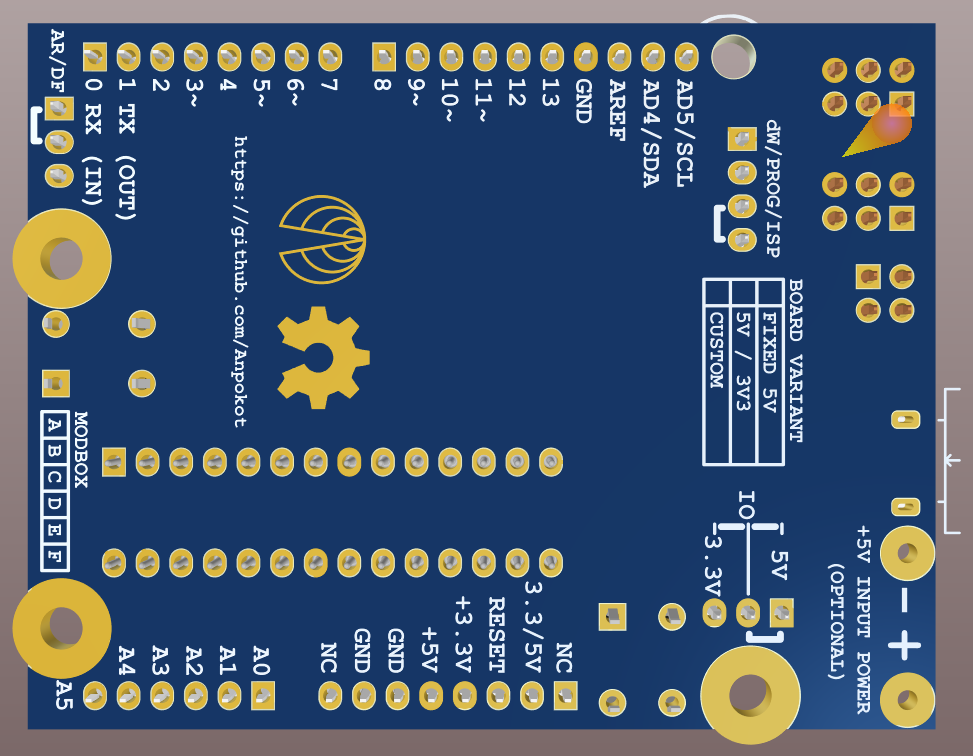 AR/DF
0 RX (IN)
1 TX (OUT)
2
3~
4
5~
6~
7
8
9~
10~
11~
12
13
GND
AREF
AD4/SDA
AD5/SCL
dW/PROG/ISP
https://github.com/Anpokot
BOARD VARIANT
FIXED 5V
5V / 3V3
CUSTOM
MODBOX
A
B
C
D
E
F
IO
3.3V
5V
+5V INPUT POWER
(OPTIONAL)
- +
A5
A4
A3
A2
A1
A0
NC
GND
GND
+5V
+3.3V
RESET
3.3/5V
NC